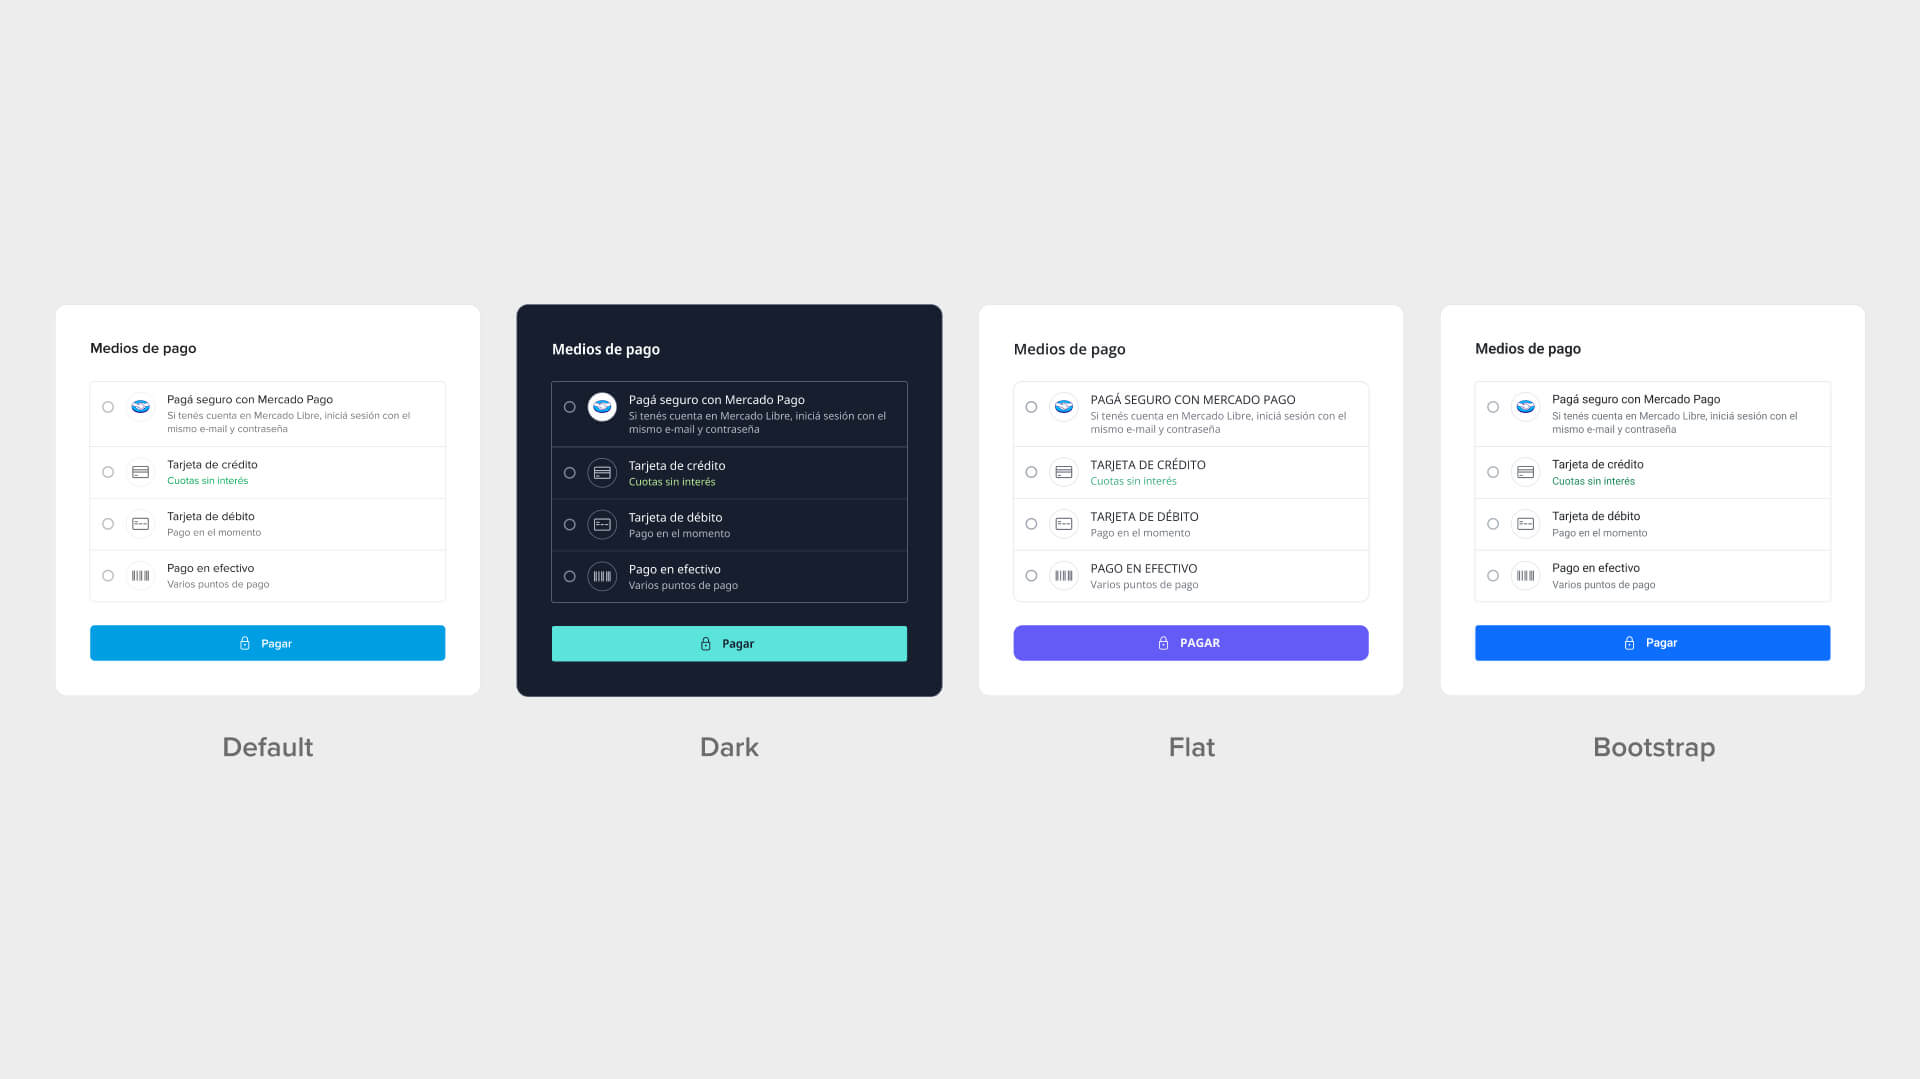 Medios de pago
Pagá seguro con Mercado Pago
Si tenés cuenta en Mercado Libre, iniciá sesión con el
mismo e-mail y contraseña
Tarjeta de crédito
Cuotas sin interés
Tarjeta de débito
Pago en el momento
Pago en efectivo
Varios puntos de pago
Pagar
Default
Medios de pago
Pagá seguro con Mercado Pago
Si tenés cuenta en Mercado Libre, iniciá sesión con el
mismo e-mail y contraseña
Tarjeta de crédito
Cuotas sin interés
Tarjeta de débito
Pago en el momento
Pago en efectivo
Varios puntos de pago
Pagar
Dark
Medios de pago
PAGÁ SEGURO CON MERCADO PAGO
Si tenés cuenta en Mercado Libre, iniciá sesión con el
mismo e-mail y contraseña
TARJETA DE CRÉDITO
Cuotas sin interés
TARJETA DE DÉBITO
Pago en el momento
PAGO EN EFECTIVO
Varios puntos de pago
PAGAR
Flat
Medios de pago
Pagá seguro con Mercado Pago
Si tenés cuenta en Mercado Libre, iniciá sesión con el
mismo e-mail y contraseña
Tarjeta de crédito
Cuotas sin interés
Tarjeta de débito
Pago en el momento
Pago en efectivo
Varios puntos de pago
Pagar
Bootstrap